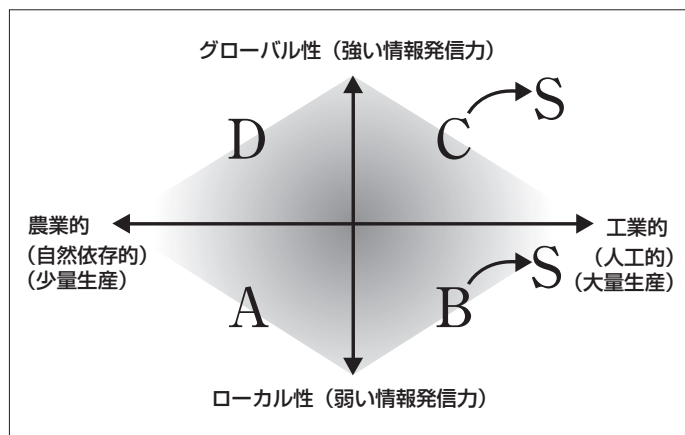 グローバル性（強い情報発信力）
D
C
S
農業的
（自然依存的）
（少量生産）
工業的
（人工的）
（大量生産）
S
A
B
ローカル性（弱い情報発信力）